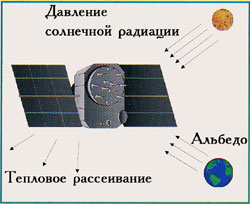 Давление
солнечной радиации
Альбедо
Тепловое рассеивание